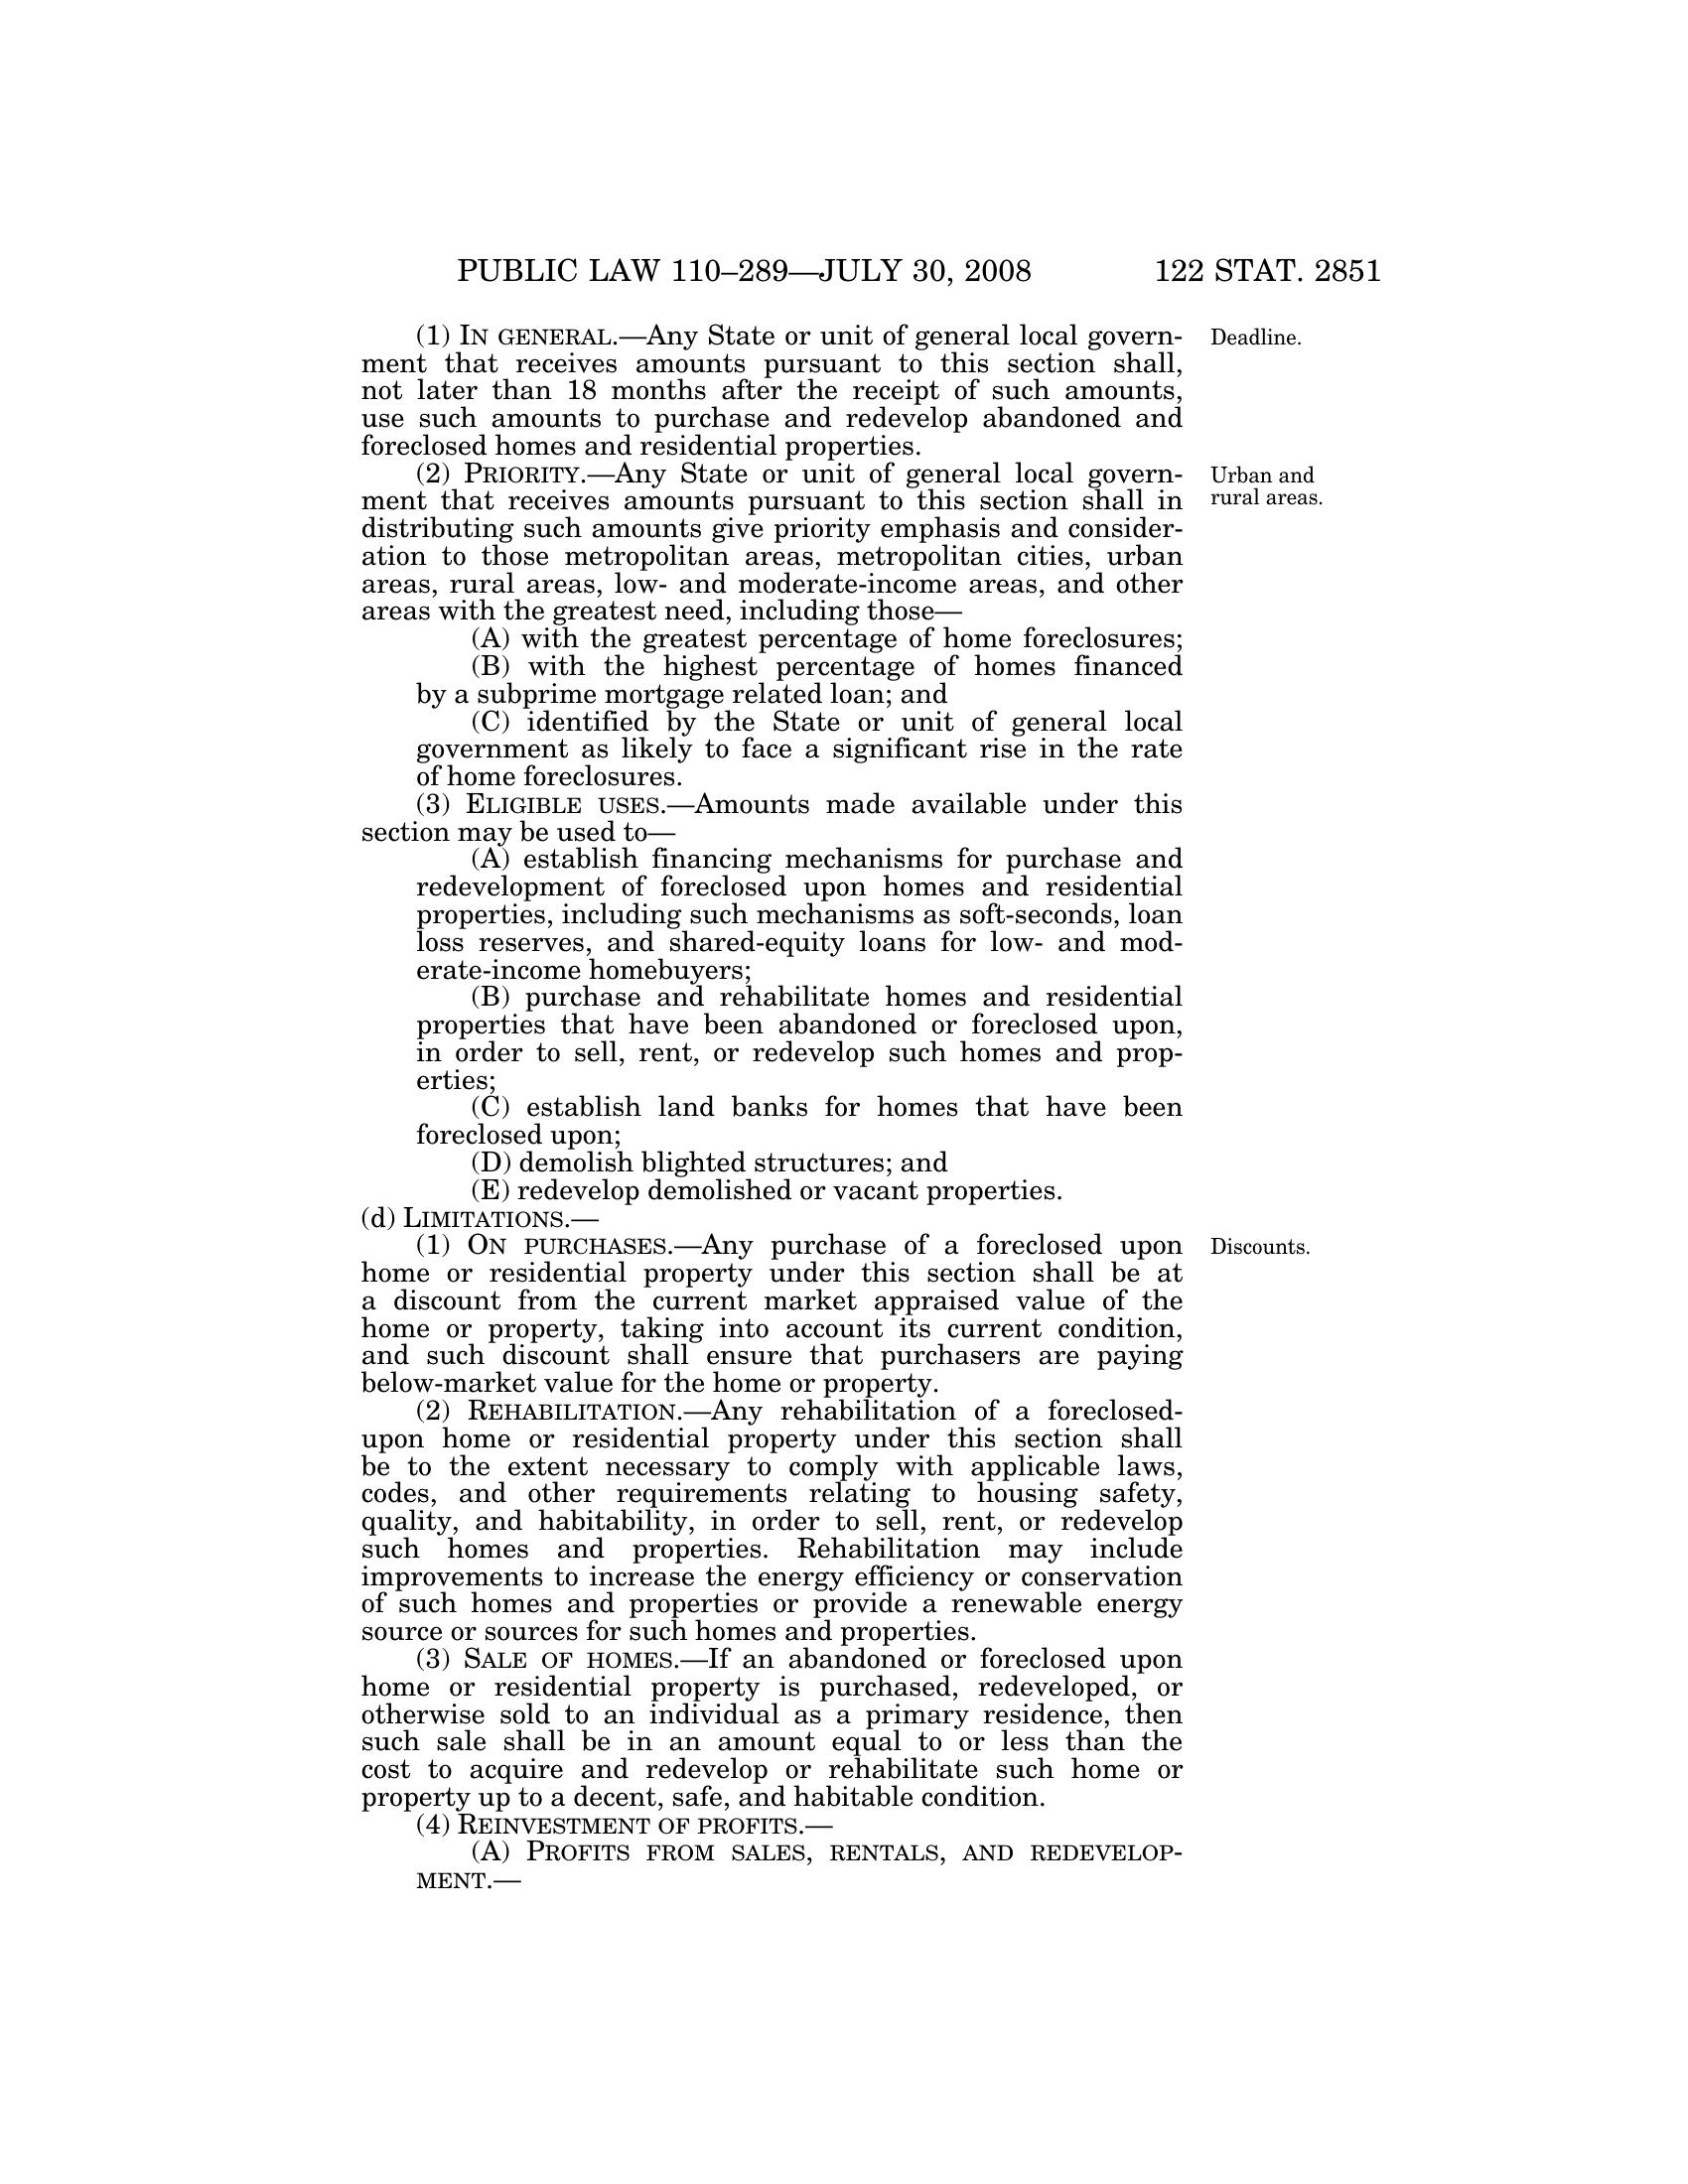 PUBLIC LAW 110–289—JULY 30, 2008 122 STAT. 2851
(1) IN GENERAL.—Any State or unit of general local govern-
ment that receives amounts pursuant to this section shall,
not later than 18 months after the receipt of such amounts,
use such amounts to purchase and redevelop abandoned and
foreclosed homes and residential properties.
Deadline.
(2) PRIORITY.—Any State or unit of general local govern-
ment that receives amounts pursuant to this section shall in
distributing such amounts give priority emphasis and consider-
ation to those metropolitan areas, metropolitan cities, urban
areas, rural areas, low- and moderate-income areas, and other
areas with the greatest need, including those—
Urban and
rural areas.
(A) with the greatest percentage of home foreclosures;
(B) with the highest percentage of homes financed
by a subprime mortgage related loan; and
(C) identified by the State or unit of general local
government as likely to face a significant rise in the rate
of home foreclosures.
(3) ELIGIBLE USES.—Amounts made available under this
section may be used to—
(A) establish financing mechanisms for purchase and
redevelopment of foreclosed upon homes and residential
properties, including such mechanisms as soft-seconds, loan
loss reserves, and shared-equity loans for low- and mod-
erate-income homebuyers;
(B) purchase and rehabilitate homes and residential
properties that have been abandoned or foreclosed upon,
in order to sell, rent, or redevelop such homes and prop-
erties;
(C) establish land banks for homes that have been
foreclosed upon;
(D) demolish blighted structures; and
(E) redevelop demolished or vacant properties.
(d) LIMITATIONS.—
(1) ON PURCHASES.—Any purchase of a foreclosed upon
home or residential property under this section shall be at
a discount from the current market appraised value of the
home or property, taking into account its current condition,
and such discount shall ensure that purchasers are paying
below-market value for the home or property.
Discounts.
(2) REHABILITATION.—Any rehabilitation of a foreclosed-
upon home or residential property under this section shall
be to the extent necessary to comply with applicable laws,
codes, and other requirements relating to housing safety,
quality, and habitability, in order to sell, rent, or redevelop
such homes and properties. Rehabilitation may include
improvements to increase the energy efficiency or conservation
of such homes and properties or provide a renewable energy
source or sources for such homes and properties.
(3) SALE OF HOMES.—If an abandoned or foreclosed upon
home or residential property is purchased, redeveloped, or
otherwise sold to an individual as a primary residence, then
such sale shall be in an amount equal to or less than the
cost to acquire and redevelop or rehabilitate such home or
property up to a decent, safe, and habitable condition.
(4) REINVESTMENT OF PROFITS.—
(A) PROFITS FROM SALES, RENTALS, AND REDEVELOP-
MENT.—